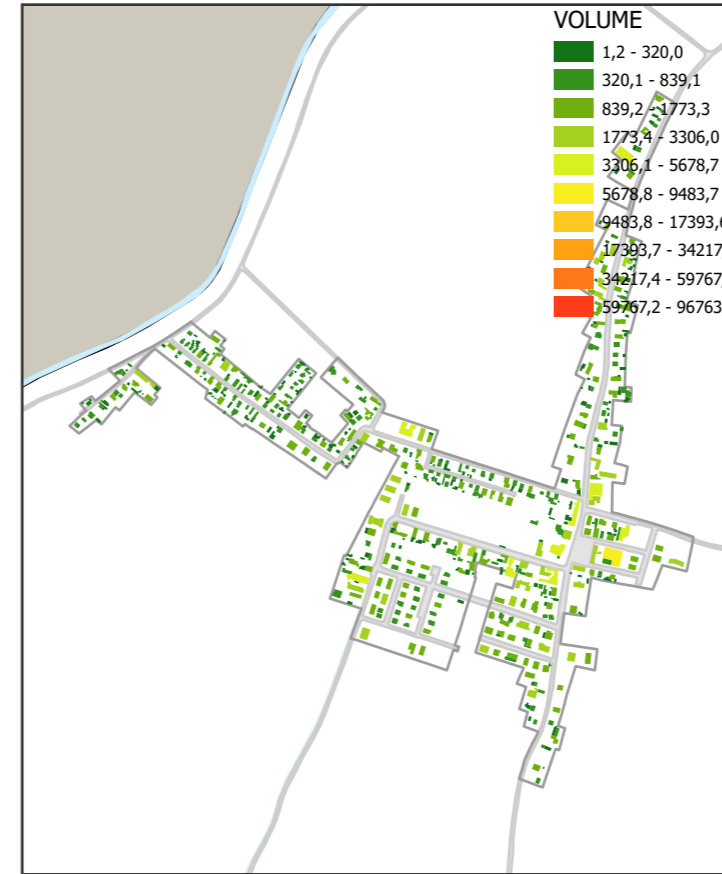 VOLUME
1,2 - 320,0
320,1 - 839,1
839,2 - 1773,3
1773,4 - 3306,0
3306,1 - 5678,7
5678,8 - 9483,7
9483,8 - 17393,6
17393,7 - 34217
34217,4 - 59767,
59767,2 - 96763